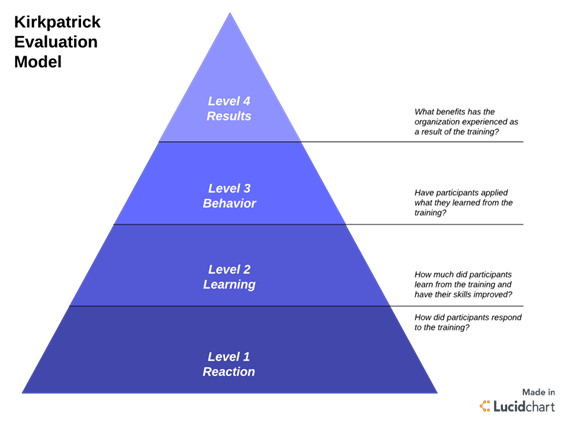 Kirkpatrick
Evaluation
Model
Level 4
Results
What benefits has the
organization experienced as
a result of the training?
Level 3
Behavior
Have participants applied
what they learned from the
training?
Level 2
Learning
How much did participants
learn from the training and
have their skills improved?
How did participants respond
to the training?
Level 1
Reaction
Made in
Lucidchart